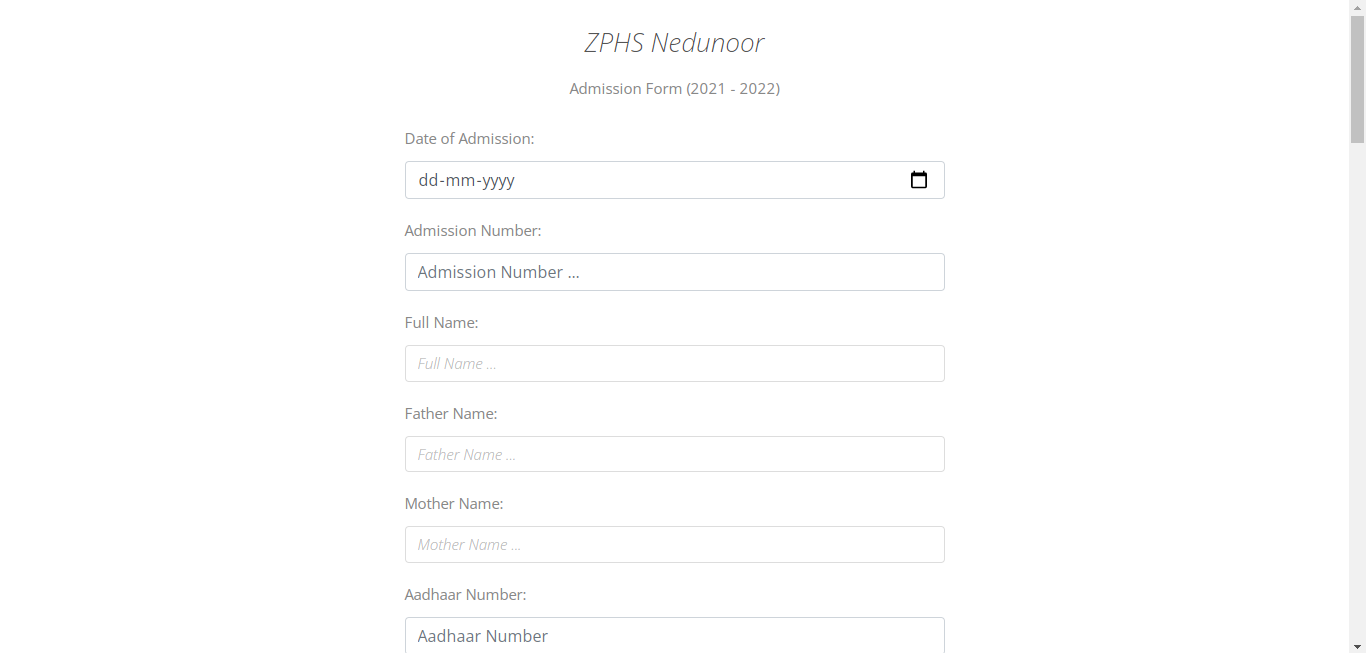 ZPHS Nedunoor
Admission Form (2021 - 2022)
Date of Admission:
dd-mm-yyyy
Admission Number:
Admission Number ...
Full Name:
Full Name ...
Father Name:
Father Name ...
Mother Name:
Mother Name ...
Aadhaar Number:
Aadhaar Number